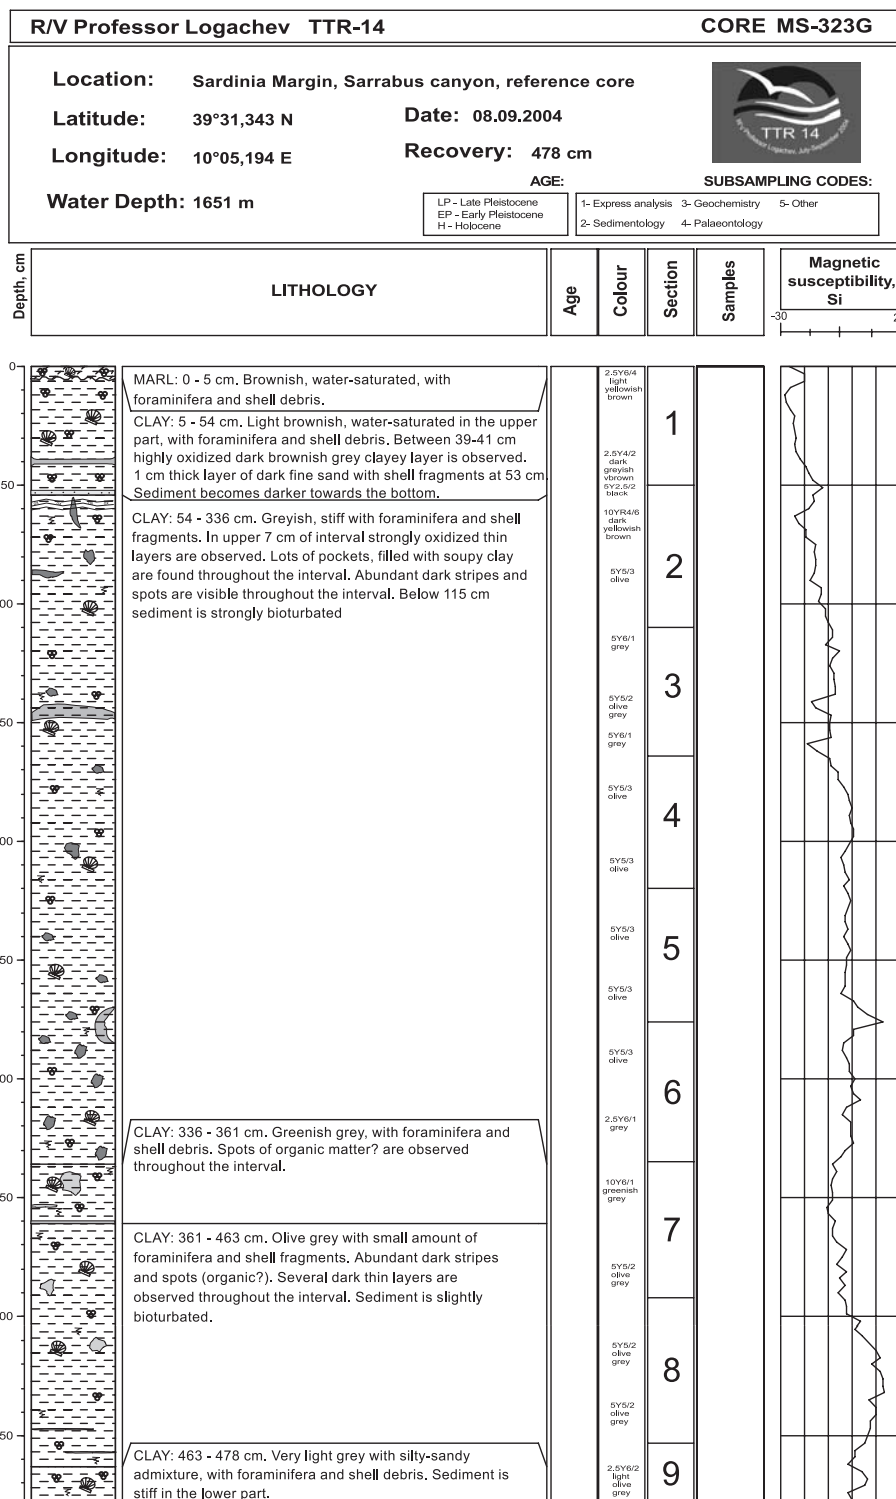 R/V Professor Logachev TTR-14
CORE MS-323G
Location: Sardinia Margin, Sarrabus canyon, reference core
Latitude: 39°31,343 N
Date: 08.09.2004
Longitude: 10°05,194 E
Recovery: 478 cm
Water Depth: 1651 m
TTR 14
AGE:
LP - Late Pleistocene
EP - Early Pleistocene
H - Holocene
SUBSAMPLING CODES:
1- Express analysis 3- Geochemistry 5- Other
2- Sedimentology 4- Palaeontology
Depth, cm
LITHOLOGY
Age
Colour
Section
Samples
Magnetic
susceptibility,
Si
-30
2
0
MARL: 0 - 5 cm. Brownish, water-saturated, with
foraminifera and shell debris.
CLAY: 5 - 54 cm. Light brownish, water-saturated in the upper
part, with foraminifera and shell debris. Between 39-41 cm
highly oxidized dark brownish grey clayey layer is observed.
1 cm thick layer of dark fine sand with shell fragments at 53 cm.
Sediment becomes darker towards the bottom.
CLAY: 54 - 336 cm. Greyish, stiff with foraminifera and shell
fragments. In upper 7 cm of interval strongly oxidized thin
layers are observed. Lots of pockets, filled with soupy clay
are found throughout the interval. Abundant dark stripes and
spots are visible throughout the interval. Below 115 cm
sediment is strongly bioturbated
CLAY: 336 - 361 cm. Greenish grey, with foraminifera and
shell debris. Spots of organic matter? are observed
throughout the interval.
CLAY: 361 - 463 cm. Olive grey with small amount of
foraminifera and shell fragments. Abundant dark stripes
and spots (organic?). Several dark thin layers are
observed throughout the interval. Sediment is slightly
bioturbated.
CLAY: 463 - 478 cm. Very light grey with silty-sandy
admixture, with foraminifera and shell debris. Sediment is
stiff in the lower part.
50
00
50
00
50
00
50
00
50
2.5Y6/4
light
yellowish
brown
2.5Y4/2
dark
greyish
vbrown
5Y2.5/2
black
10YR4/6
dark
yellowish
brown
5Y5/3
olive
5Y6/1
grey
5Y5/2
olive
grey
5Y6/1
grey
5Y5/3
olive
5Y5/3
olive
5Y5/3
olive
5Y5/3
olive
5Y5/3
olive
2.5Y6/1
grey
10Y6/1
greenish
grey
5Y5/2
olive
grey
5Y5/2
olive
grey
5Y5/2
olive
grey
2.5Y6/2
light
olive
grey
1
2
3
4
5
6
7
8
9